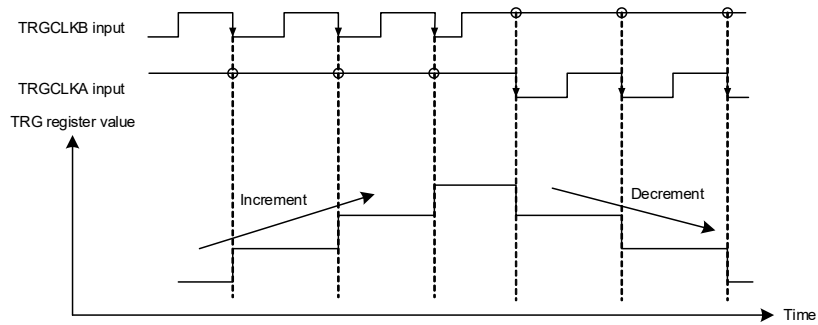 TRGCLKB input
TRGCLKA input
TRG register value
Increment
Decrement
Time